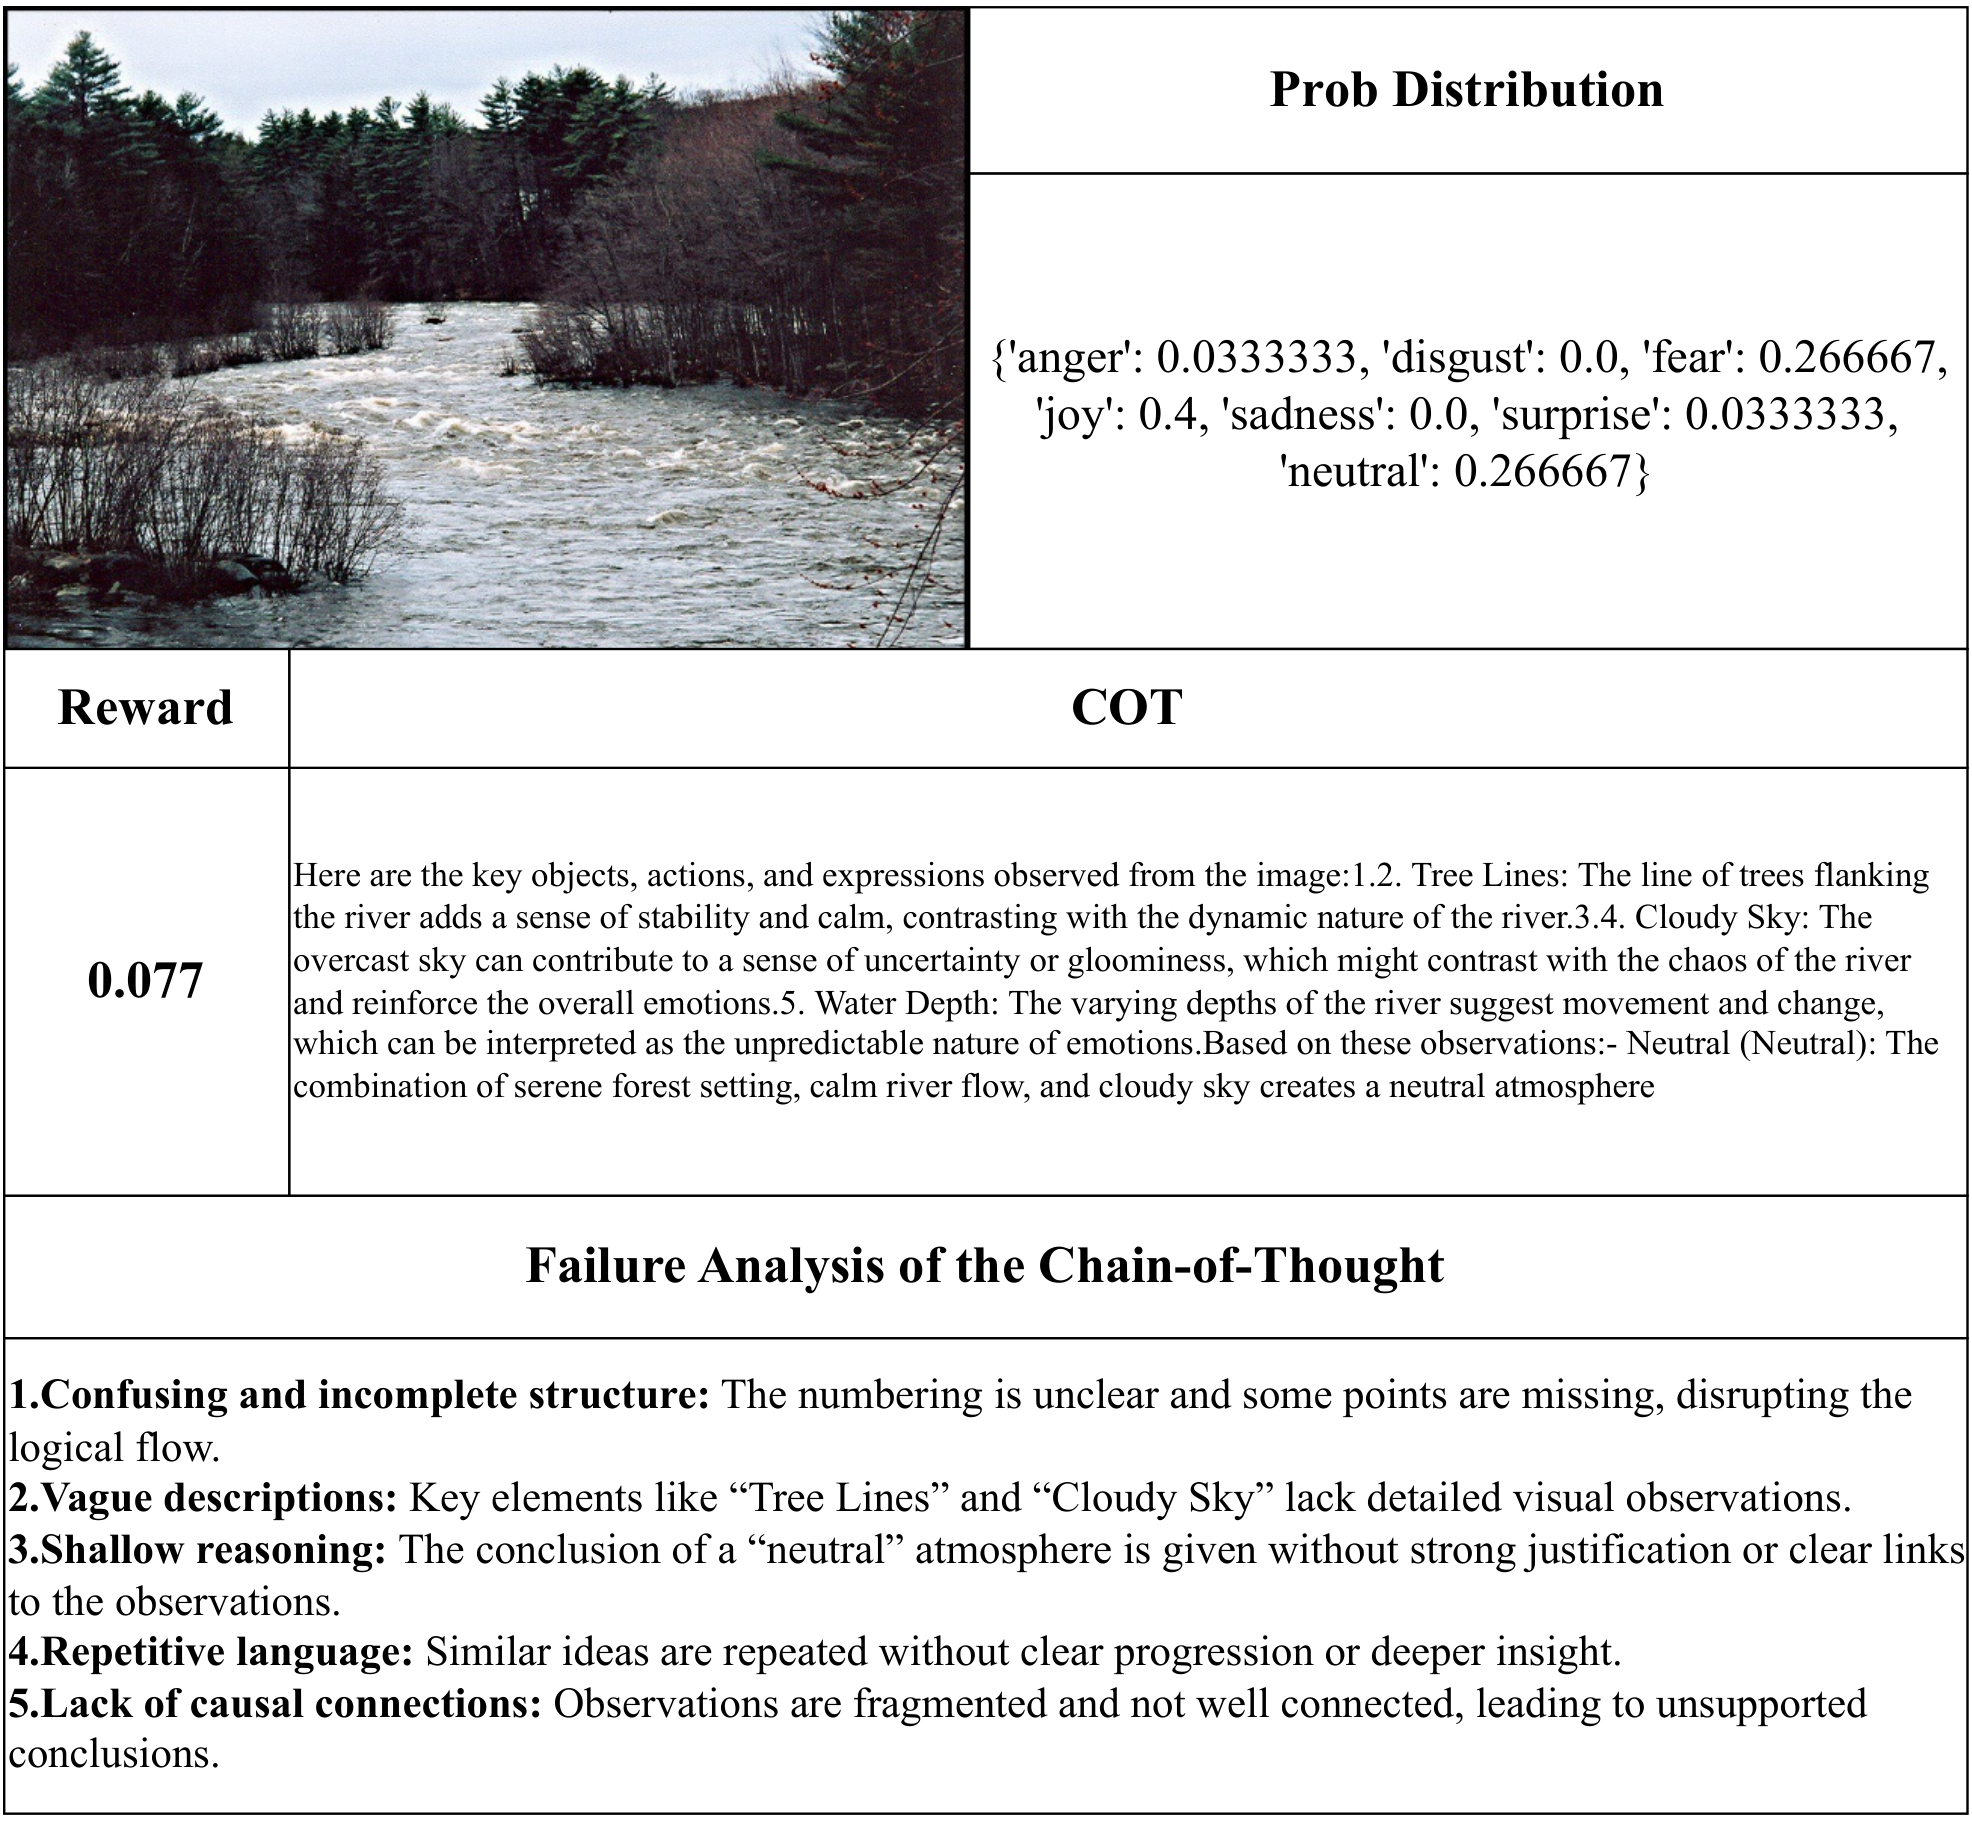 Prob Distribution
{'anger': 0.0333333, 'disgust': 0.0, 'fear': 0.266667,
'joy': 0.4, 'sadness': 0.0, 'surprise': 0.0333333,
'neutral': 0.266667}
Reward
COT
0.077
Here are the key objects, actions, and expressions observed from the image:1.2. Tree Lines: The line of trees flanking
the river adds a sense of stability and calm, contrasting with the dynamic nature of the river.3.4. Cloudy Sky: The
overcast sky can contribute to a sense of uncertainty or gloominess, which might contrast with the chaos of the river
and reinforce the overall emotions.5. Water Depth: The varying depths of the river suggest movement and change,
which can be interpreted as the unpredictable nature of emotions.Based on these observations:- Neutral (Neutral): The
combination of serene forest setting, calm river flow, and cloudy sky creates a neutral atmosphere
Failure Analysis of the Chain-of-Thought
1.Confusing and incomplete structure: The numbering is unclear and some points are missing, disrupting the
logical flow.
2.Vague descriptions: Key elements like “Tree Lines” and “Cloudy Sky” lack detailed visual observations.
3.Shallow reasoning: The conclusion of a “neutral” atmosphere is given without strong justification or clear links
to the observations.
4.Repetitive language: Similar ideas are repeated without clear progression or deeper insight.
5.Lack of causal connections: Observations are fragmented and not well connected, leading to unsupported
conclusions.